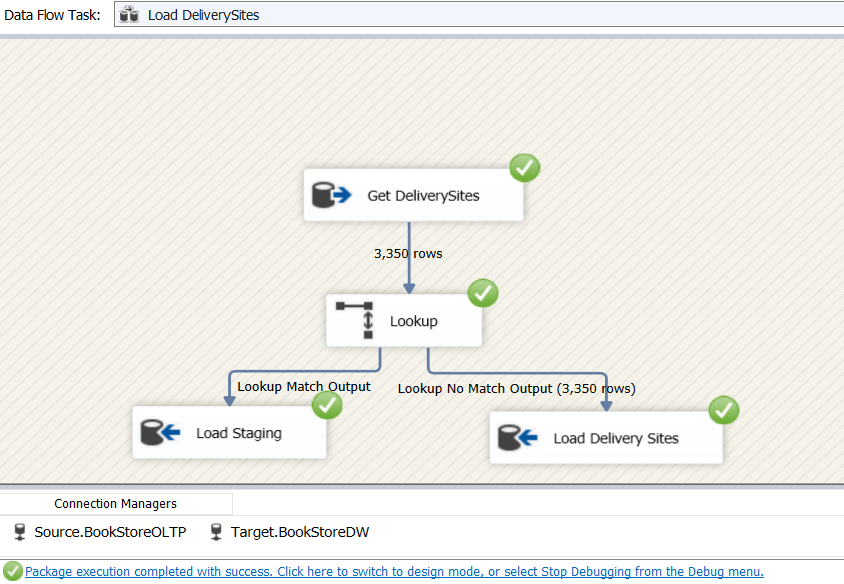 Data Flow Task: Load DeliverySites
Get DeliverySites
3,350 rows
Lookup
Lookup Match Output
Lookup No Match Output (3,350 rows)
Load Staging
Load Delivery Sites
Connection Managers
Source.BookStoreOLTP Target.BookStoreDW
Package execution completed with success. Click here to switch to design mode, or select Stop Debugging from the Debug menu.